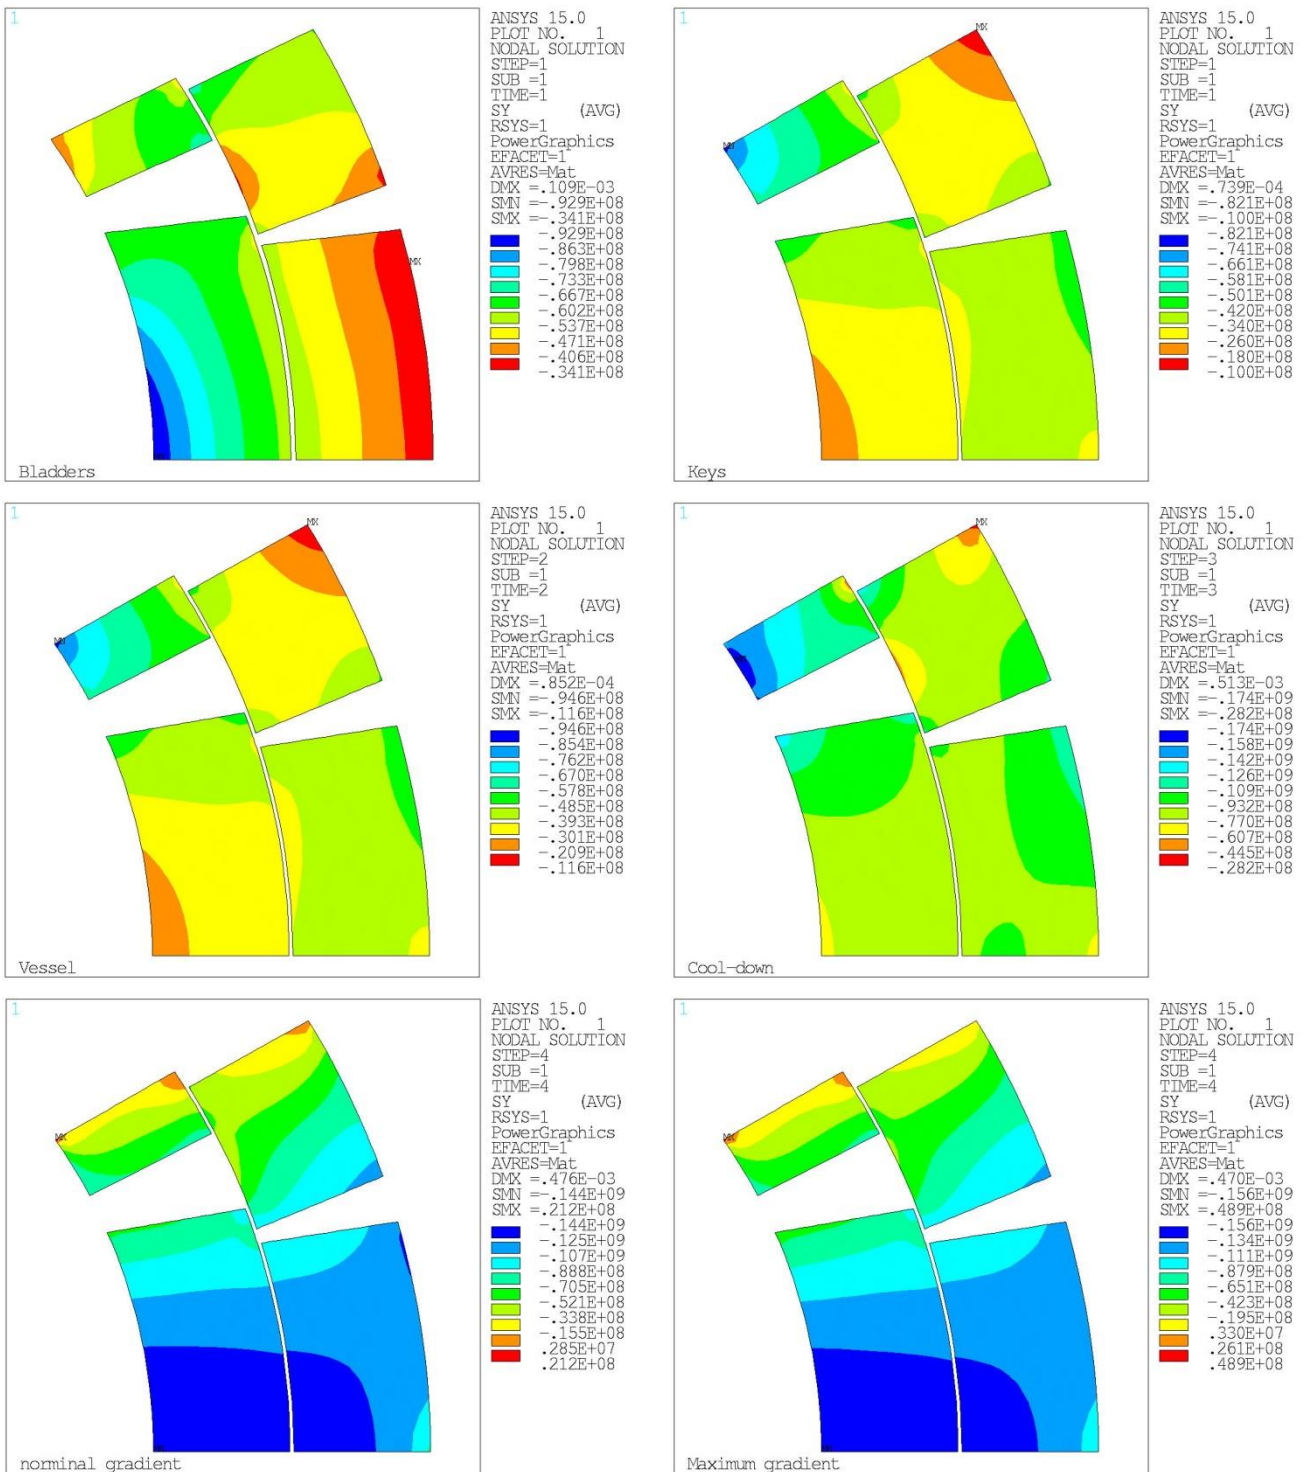 1
ANSYS 15.0
PLOT NO. 1
NODAL SOLUTION
STEP=1
SUB =1
TIME=1
SY (AVG)
RSYS=1
PowerGraphics
EFACET=1
AVRES=Mat
DMX =.109E-03
SMN =-.929E+08
SMX =-.341E+08
-.929E+08
-.863E+08
-.798E+08
-.733E+08
-.667E+08
-.602E+08
-.537E+08
-.471E+08
-.406E+08
-.341E+08
MX
Bladders
1
ANSYS 15.0
PLOT NO. 1
NODAL SOLUTION
STEP=1
SUB =1
TIME=1
SY (AVG)
RSYS=1
PowerGraphics
EFACET=1
AVRES=Mat
DMX =.739E-04
SMN =-.821E+08
SMX =-.100E+08
-.821E+08
-.741E+08
-.661E+08
-.581E+08
-.501E+08
-.420E+08
-.340E+08
-.260E+08
-.180E+08
-.100E+08
MX
MN
Keys
1
ANSYS 15.0
PLOT NO. 1
NODAL SOLUTION
STEP=2
SUB =1
TIME=2
SY (AVG)
RSYS=1
PowerGraphics
EFACET=1
AVRES=Mat
DMX =.852E-04
SMN =-.946E+08
SMX =-.116E+08
-.946E+08
-.854E+08
-.762E+08
-.670E+08
-.578E+08
-.485E+08
-.393E+08
-.301E+08
-.209E+08
-.116E+08
MX
MN
Vessel
1
ANSYS 15.0
PLOT NO. 1
NODAL SOLUTION
STEP=3
SUB =1
TIME=3
SY (AVG)
RSYS=1
PowerGraphics
EFACET=1
AVRES=Mat
DMX =.513E-03
SMN =-.174E+09
SMX =-.282E+08
-.174E+09
-.158E+09
-.142E+09
-.126E+09
-.109E+09
-.932E+08
-.770E+08
-.607E+08
-.445E+08
-.282E+08
MX
Cool-down
1
ANSYS 15.0
PLOT NO. 1
NODAL SOLUTION
STEP=4
SUB =1
TIME=4
SY (AVG)
RSYS=1
PowerGraphics
EFACET=1
AVRES=Mat
DMX =.476E-03
SMN =-.144E+09
SMX =.212E+08
-.144E+09
-.125E+09
-.107E+09
-.888E+08
-.705E+08
-.521E+08
-.338E+08
-.155E+08
.285E+07
.212E+08
MX
norminal gradient
1
ANSYS 15.0
PLOT NO. 1
NODAL SOLUTION
STEP=4
SUB =1
TIME=4
SY (AVG)
RSYS=1
PowerGraphics
EFACET=1
AVRES=Mat
DMX =.470E-03
SMN =-.156E+09
SMX =.489E+08
-.156E+09
-.134E+09
-.111E+09
-.879E+08
-.651E+08
-.423E+08
-.195E+08
.330E+07
.261E+08
.489E+08
MX
Maximum gradient